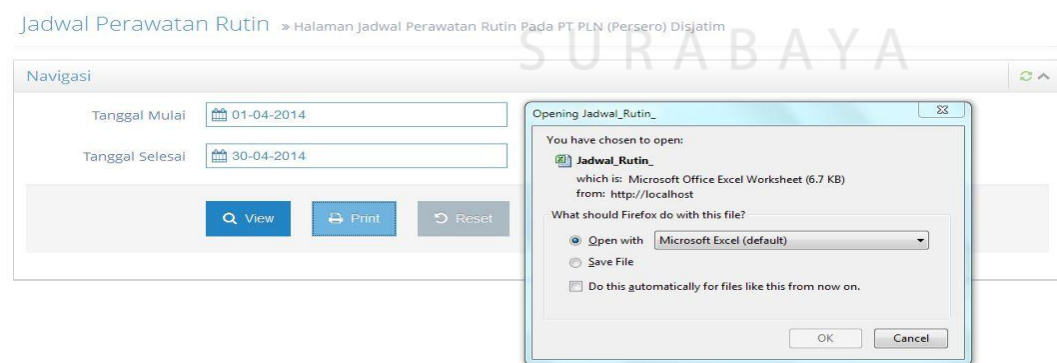 Jadwal Perawatan Rutin » Halaman Jadwal Perawatan Rutin Pada PT PLN (Persero) Disjatim
SURABAYA
Navigasi
Tanggal Mulai 01-04-2014
Tanggal Selesai 30-04-2014
View Print Reset
Opening Jadwal_Rutin_
You have chosen to open:
Jadwal_Rutin_
which is: Microsoft Office Excel Worksheet (6.7 KB)
from: http://localhost
What should Firefox do with this file?
Open with Microsoft Excel (default)
Save File
Do this automatically for files like this from now on.
OK Cancel